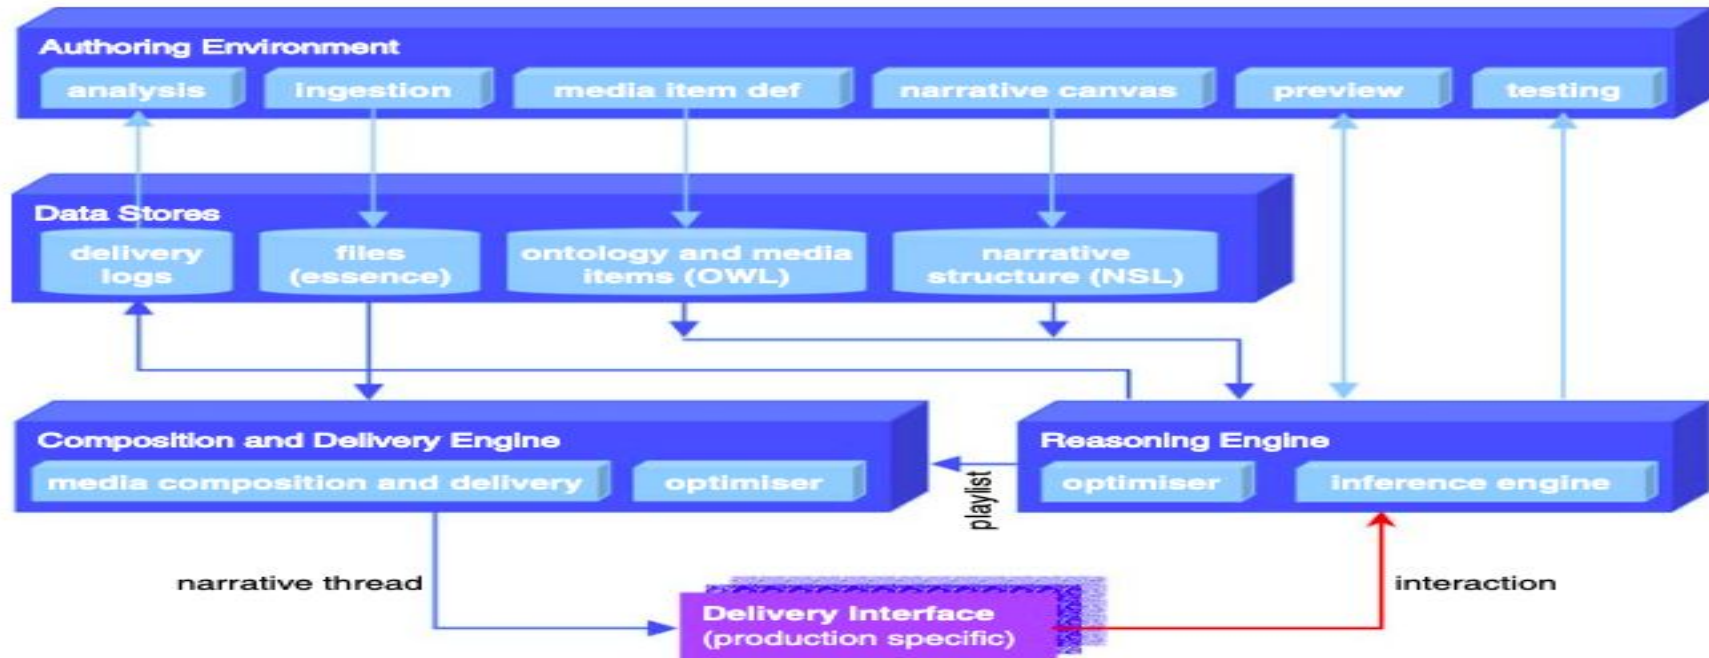 Authoring Environment
analysis
ingestion
media item def
narrative canvas
preview
testing
Data Stores
delivery
logs
files
(essence)
ontology and media
items (OWL)
narrative
structure (NSL)
Composition and Delivery Engine
media composition and delivery
optimiser
playlist
Reasoning Engine
optimiser
inference engine
narrative thread
Delivery Interface
(production specific)
interaction